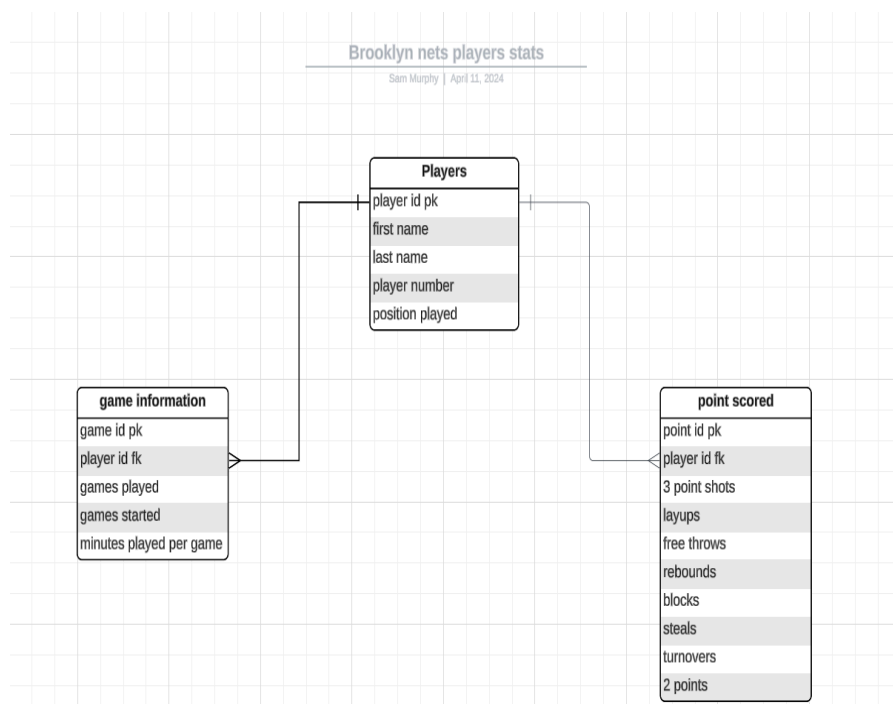 Brooklyn nets players stats
Sam Murphy | April 11, 2024
Players
player id pk
first name
last name
player number
position played
game information
game id pk
player id fk
games played
games started
minutes played per game
point scored
point id pk
player id fk
3 point shots
layups
free throws
rebounds
blocks
steals
turnovers
2 points